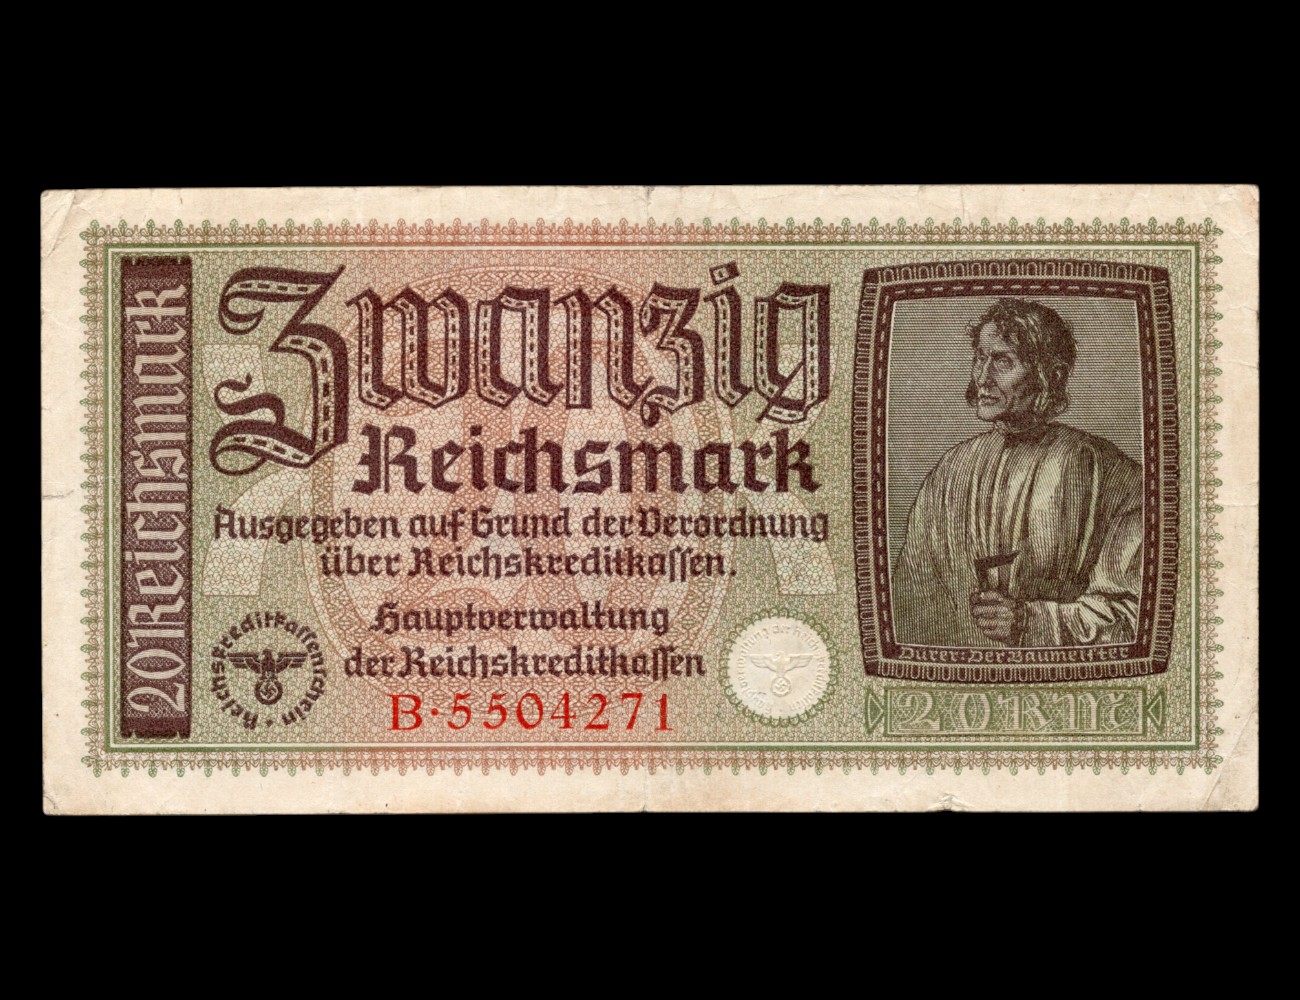 20 Reichsmark
Zwanzig
Reichsmark
Ausgegeben auf Grund der Verordnung
über Reichskreditkassen.
Hauptverwaltung
der Reichskreditkassen
Reichskreditkassenschein
B·5504271
Dürer·Der Baumeister
20 RM